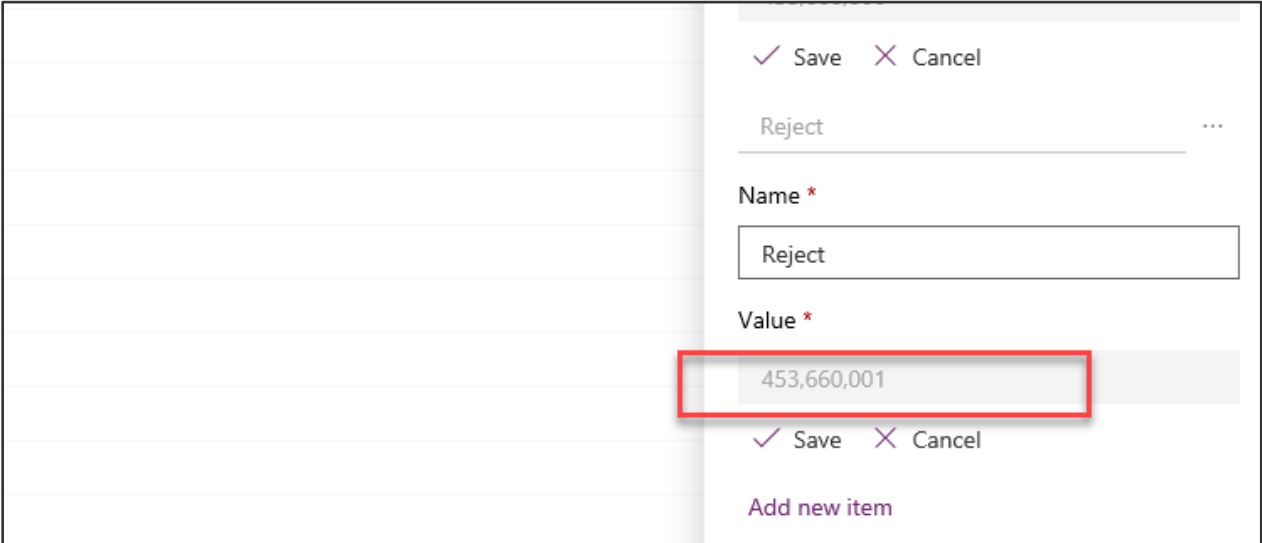 Save Cancel
Reject ...
Name *
Reject
Value *
453,660,001
Save Cancel
Add new item